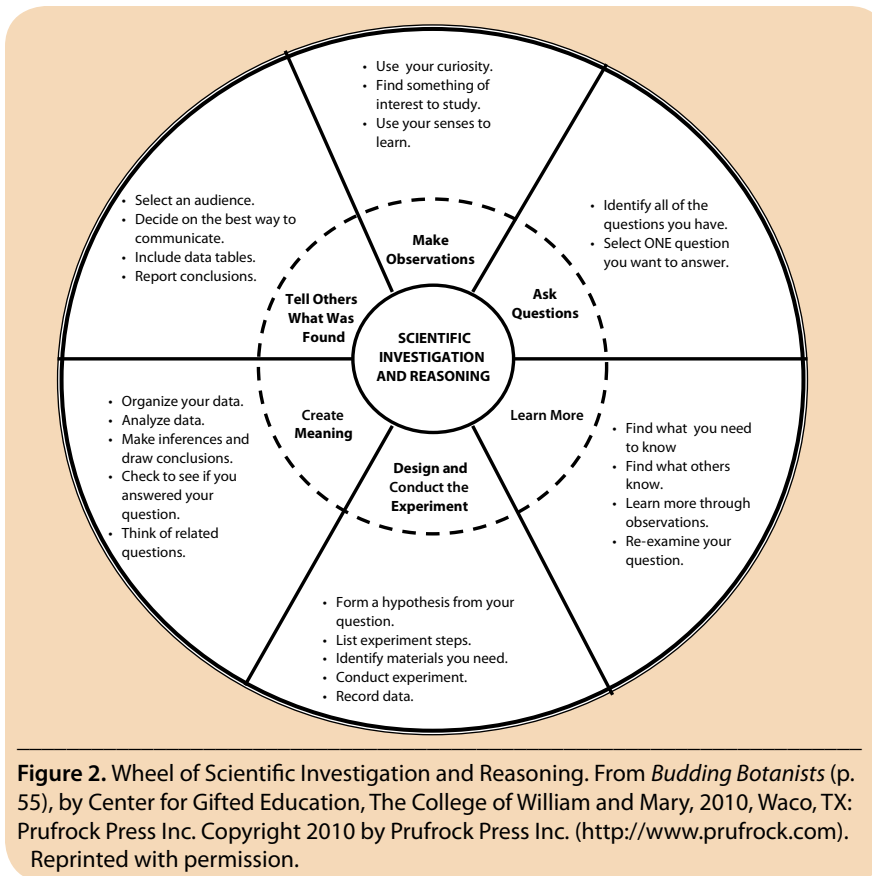 • Use your curiosity.
• Find something of
interest to study.
• Use your senses to
learn.
Make
Observations
• Identify all of the
questions you have.
• Select ONE question
you want to answer.
Ask
Questions
• Find what you need
to know
• Find what others
know.
• Learn more through
observations.
• Re-examine your
question.
Learn More
Design and
Conduct the
Experiment
• Form a hypothesis from your
question.
• List experiment steps.
• Identify materials you need.
• Conduct experiment.
• Record data.
Create
Meaning
• Organize your data.
• Analyze data.
• Make inferences and
draw conclusions.
• Check to see if you
answered your
question.
• Think of related
questions.
Tell Others
What Was
Found
• Select an audience.
• Decide on the best way to
communicate.
• Include data tables.
• Report conclusions.
SCIENTIFIC
INVESTIGATION
AND REASONING
Figure 2. Wheel of Scientific Investigation and Reasoning. From Budding Botanists (p.
55), by Center for Gifted Education, The College of William and Mary, 2010, Waco, TX:
Prufrock Press Inc. Copyright 2010 by Prufrock Press Inc. (http://www.prufrock.com).
Reprinted with permission.